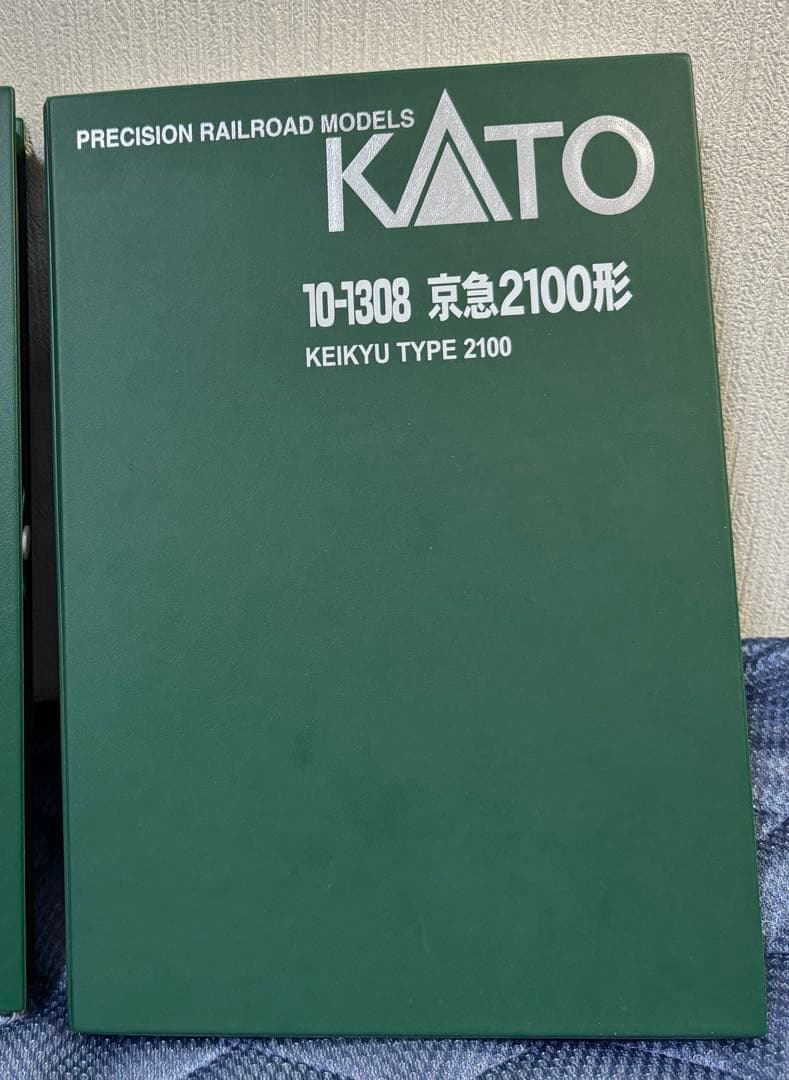 PRECISION RAILROAD MODELS
KATO
10-1308 京急2100形
KEIKYU TYPE 2100